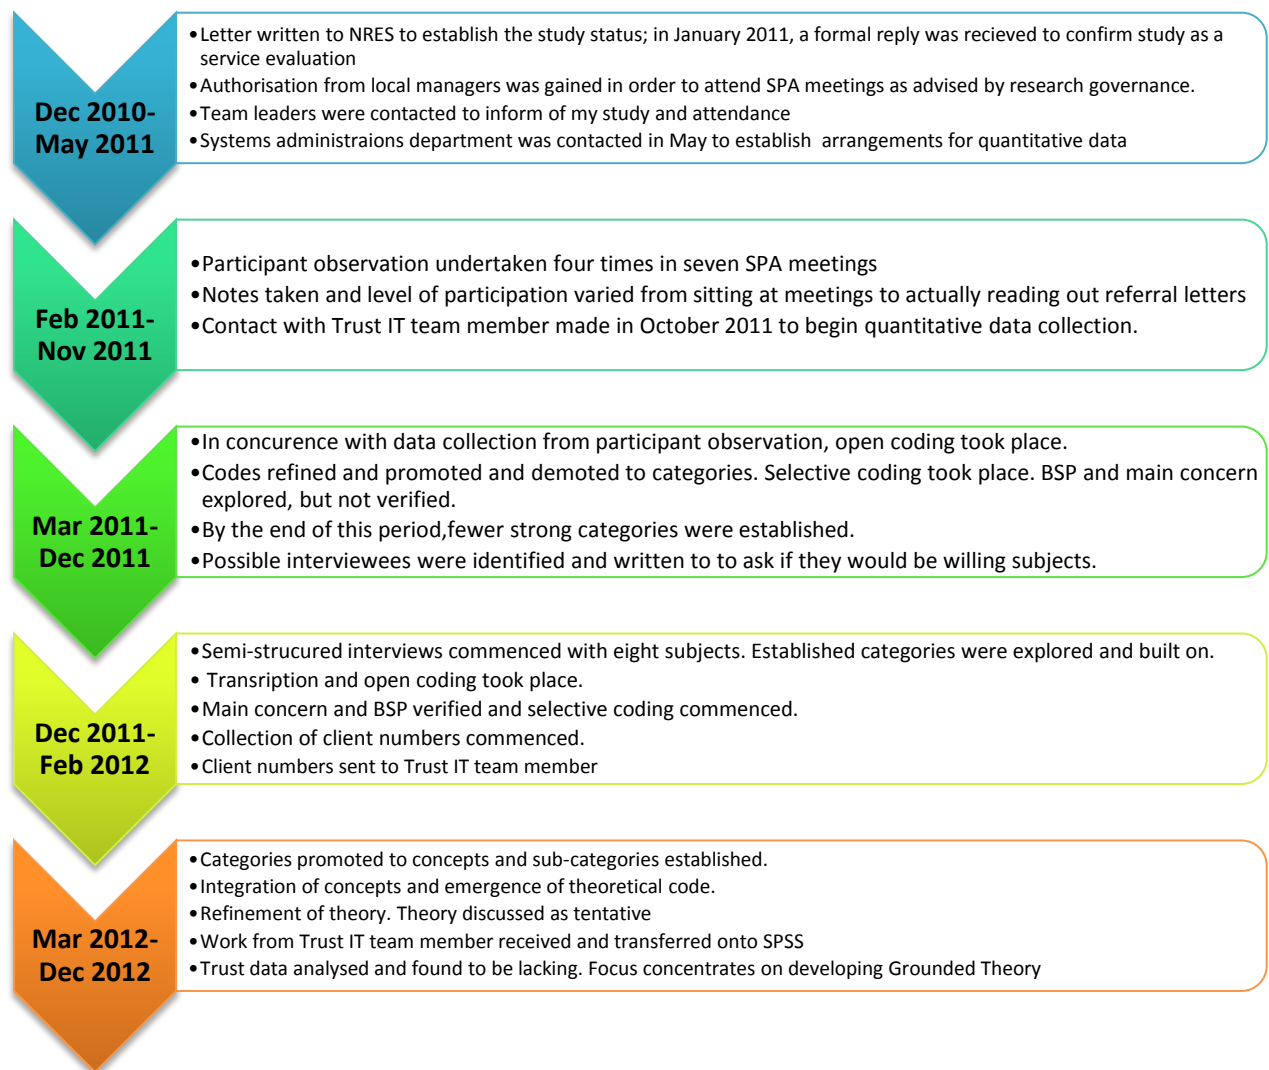 Dec 2010-
May 2011
•Letter written to NRES to establish the study status; in January 2011, a formal reply was recieved to confirm study as a
service evaluation
•Authorisation from local managers was gained in order to attend SPA meetings as advised by research governance.
•Team leaders were contacted to inform of my study and attendance
•Systems administraions department was contacted in May to establish arrangements for quantitative data
Feb 2011-
Nov 2011
•Participant observation undertaken four times in seven SPA meetings
•Notes taken and level of participation varied from sitting at meetings to actually reading out referral letters
•Contact with Trust IT team member made in October 2011 to begin quantitative data collection.
Mar 2011-
Dec 2011
•In concurence with data collection from participant observation, open coding took place.
•Codes refined and promoted and demoted to categories. Selective coding took place. BSP and main concern
explored, but not verified.
•By the end of this period,fewer strong categories were established.
•Possible interviewees were identified and written to to ask if they would be willing subjects.
Dec 2011-
Feb 2012
•Semi-strucured interviews commenced with eight subjects. Established categories were explored and built on.
• Transription and open coding took place.
•Main concern and BSP verified and selective coding commenced.
•Collection of client numbers commenced.
•Client numbers sent to Trust IT team member
Mar 2012-
Dec 2012
•Categories promoted to concepts and sub-categories established.
•Integration of concepts and emergence of theoretical code.
•Refinement of theory. Theory discussed as tentative
•Work from Trust IT team member received and transferred onto SPSS
•Trust data analysed and found to be lacking. Focus concentrates on developing Grounded Theory